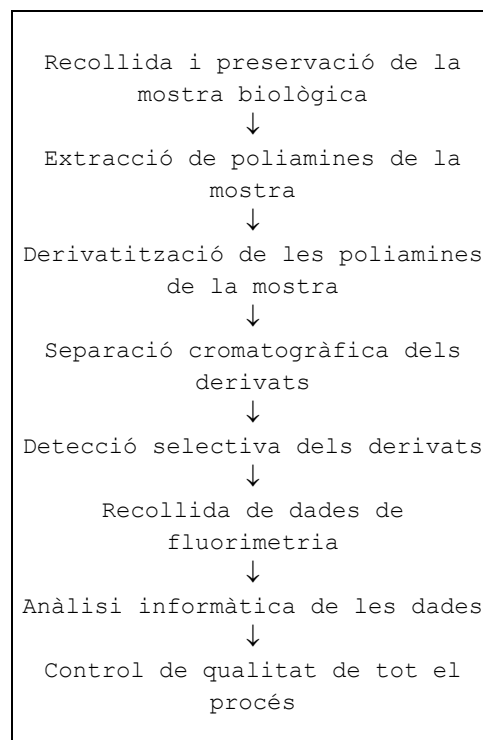 Recollida i preservació de la
mostra biològica
↓
Extracció de poliamines de la
mostra
↓
Derivatització de les poliamines
de la mostra
↓
Separació cromatogràfica dels
derivats
↓
Detecció selectiva dels derivats
↓
Recollida de dades de
fluorimetria
↓
Anàlisi informàtica de les dades
↓
Control de qualitat de tot el
procés